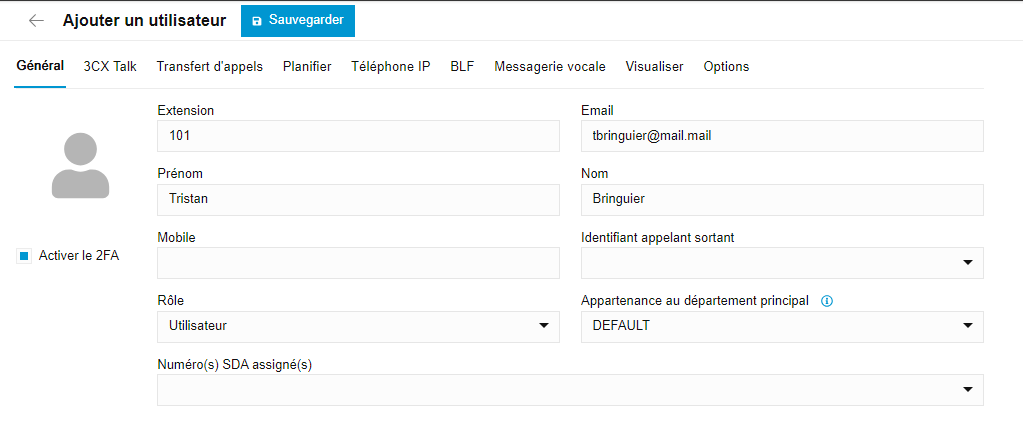 Ajouter un utilisateur Sauvegarder
Général 3CX Talk Transfert d'appels Planifier Téléphone IP BLF Messagerie vocale Visualiser Options
Extension Email
101 tbringuier@mail.mail
Prénom Nom
Tristan Bringuier
Mobile Identifiant appelant sortant
Activer le 2FA
Rôle Appartenance au département principal
Utilisateur DEFAULT
Numéro(s) SDA assigné(s)